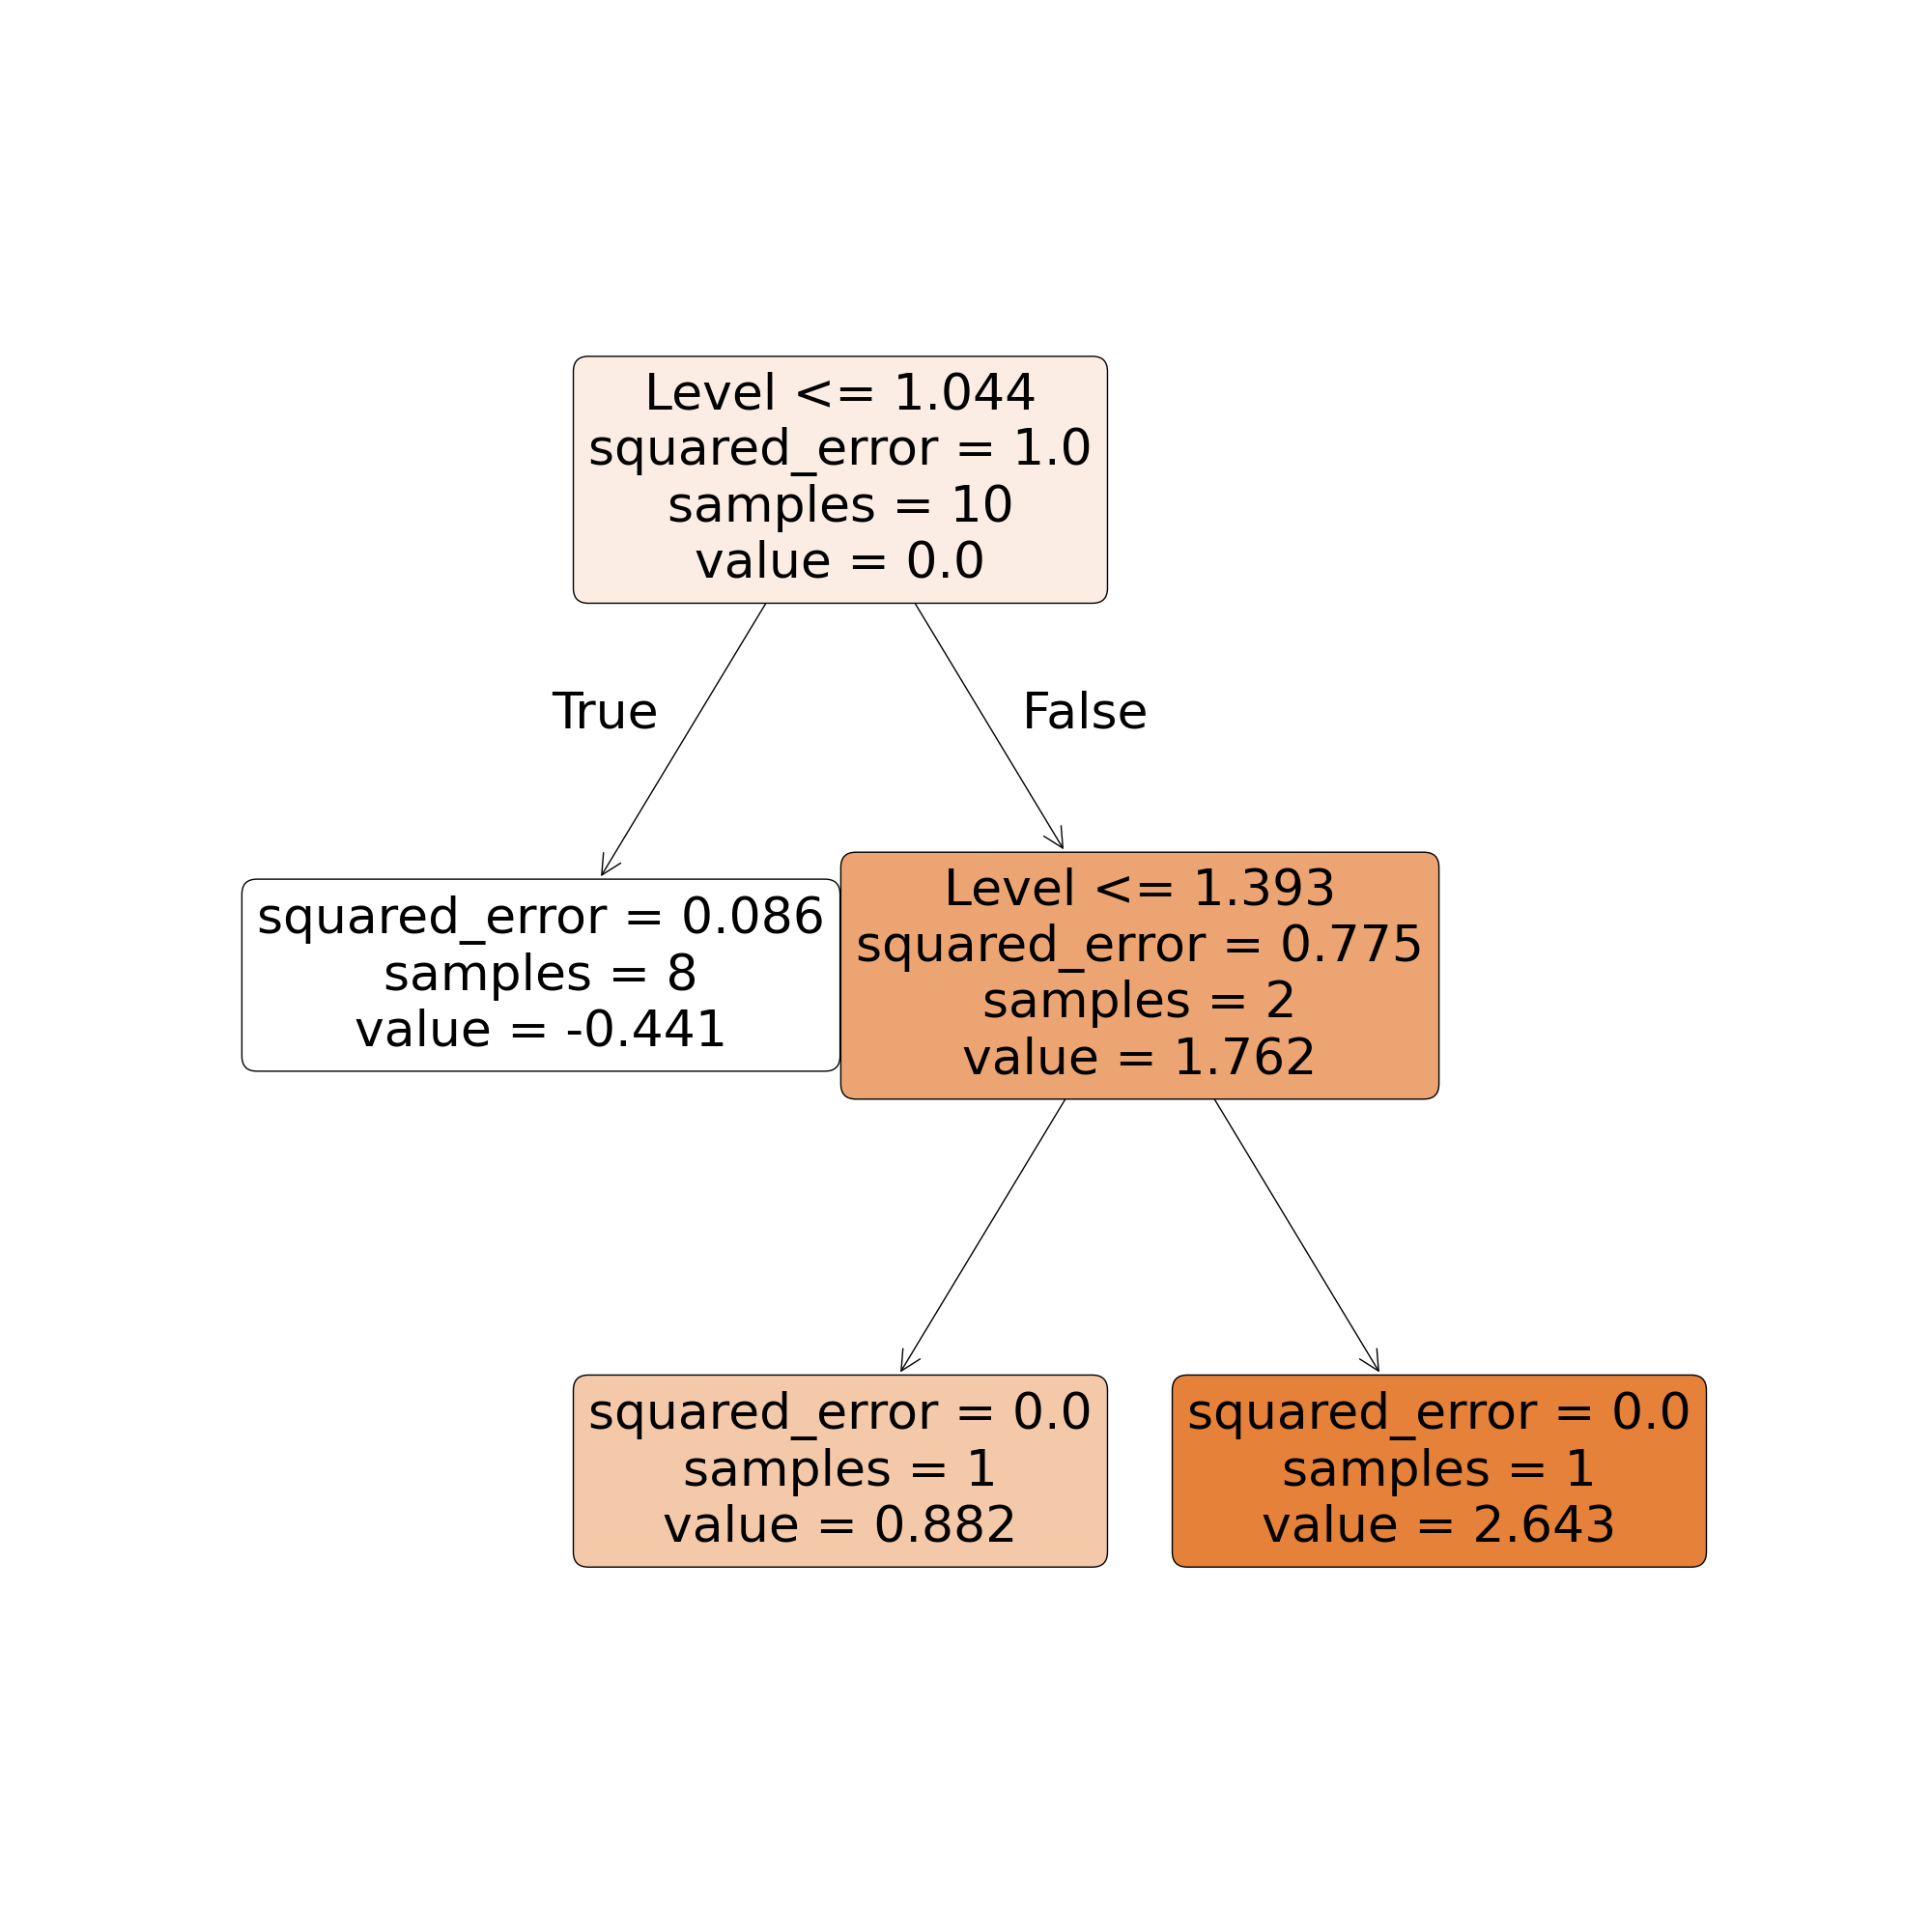 Level <= 1.044
squared_error = 1.0
samples = 10
value = 0.0
True
False
squared_error = 0.086
samples = 8
value = -0.441
Level <= 1.393
squared_error = 0.775
samples = 2
value = 1.762
squared_error = 0.0
samples = 1
value = 0.882
squared_error = 0.0
samples = 1
value = 2.643